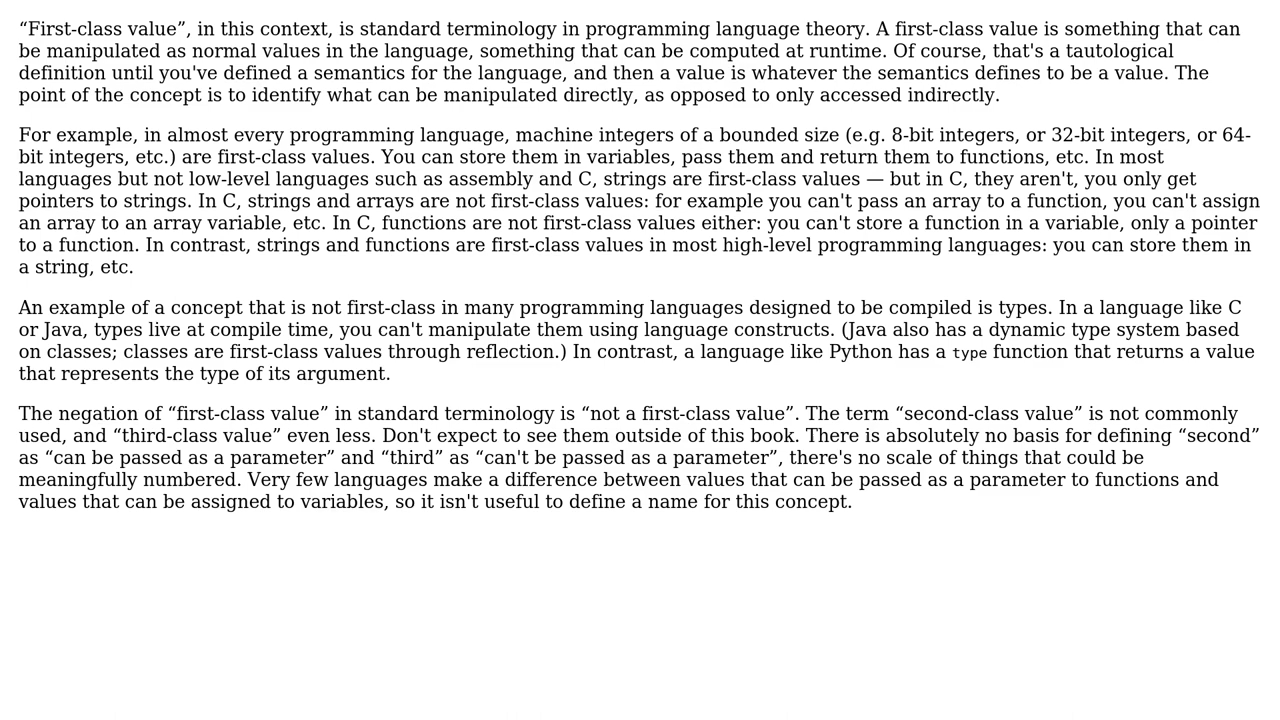 “First-class value”, in this context, is standard terminology in programming language theory. A first-class value is something that can
be manipulated as normal values in the language, something that can be computed at runtime. Of course, that's a tautological
definition until you've defined a semantics for the language, and then a value is whatever the semantics defines to be a value. The
point of the concept is to identify what can be manipulated directly, as opposed to only accessed indirectly.
For example, in almost every programming language, machine integers of a bounded size (e.g. 8-bit integers, or 32-bit integers, or 64-
bit integers, etc.) are first-class values. You can store them in variables, pass them and return them to functions, etc. In most
languages but not low-level languages such as assembly and C, strings are first-class values — but in C, they aren't, you only get
pointers to strings. In C, strings and arrays are not first-class values: for example you can't pass an array to a function, you can't assign
an array to an array variable, etc. In C, functions are not first-class values either: you can't store a function in a variable, only a pointer
to a function. In contrast, strings and functions are first-class values in most high-level programming languages: you can store them in
a string, etc.
An example of a concept that is not first-class in many programming languages designed to be compiled is types. In a language like C
or Java, types live at compile time, you can't manipulate them using language constructs. (Java also has a dynamic type system based
on classes; classes are first-class values through reflection.) In contrast, a language like Python has a type function that returns a value
that represents the type of its argument.
The negation of “first-class value” in standard terminology is “not a first-class value”. The term “second-class value” is not commonly
used, and “third-class value” even less. Don't expect to see them outside of this book. There is absolutely no basis for defining “second”
as “can be passed as a parameter” and “third” as “can't be passed as a parameter”, there's no scale of things that could be
meaningfully numbered. Very few languages make a difference between values that can be passed as a parameter to functions and
values that can be assigned to variables, so it isn't useful to define a name for this concept.